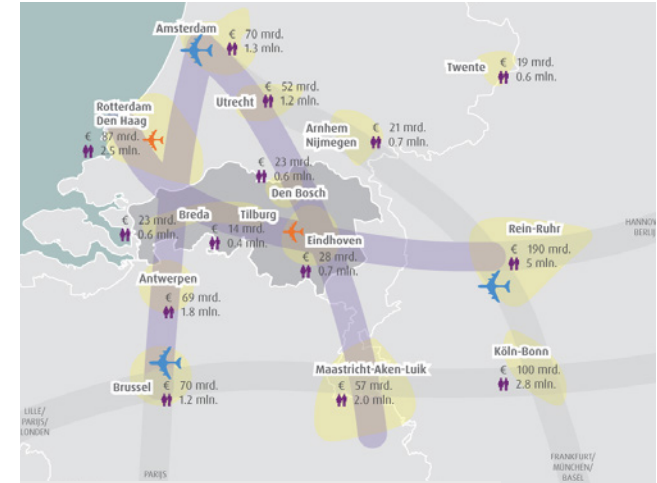 Amsterdam
€ 70 mrd.
1.3 mln.
Twente
€ 19 mrd.
0.6 mln.
€ 52 mrd.
Utrecht
1.2 mln.
Rotterdam
Den Haag
€ 87 mrd.
2.5 mln.
Arnhem
Nijmegen
€ 21 mrd.
0.7 mln.
€ 23 mrd.
0.6 mln.
Den Bosch
€ 23 mrd.
0.6 mln.
Breda
Tilburg
€ 14 mrd.
0.4 mln.
Eindhoven
€ 28 mrd.
0.7 mln.
Rein-Ruhr
€ 190 mrd.
5 mln.
HANNOV
BERLIJ
Antwerpen
€ 69 mrd.
1.8 mln.
Brussel
€ 70 mrd.
1.2 mln.
Maastricht-Aken-Luik
€ 57 mrd.
2.0 mln.
Köln-Bonn
€ 100 mrd.
2.8 mln.
LILLE/
PARIJS/
LONDEN
PARIJS
FRANKFURT/
MÜNCHEN/
BASEL